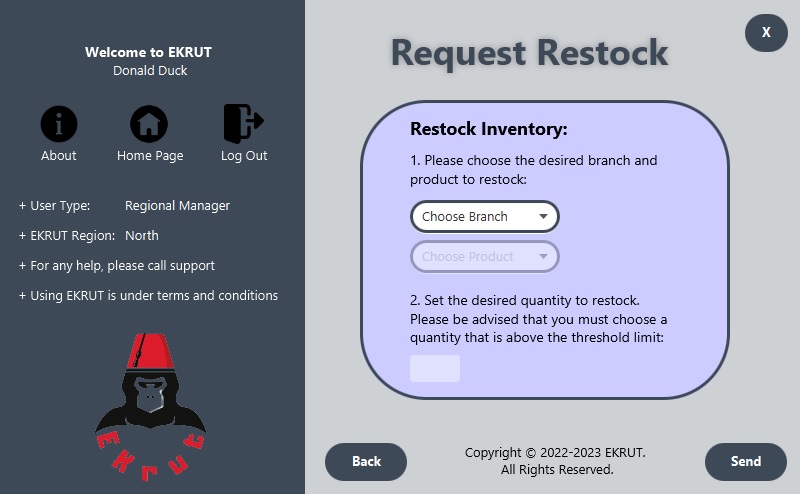 Welcome to EKRUT
Donald Duck
About
Home Page
Log Out
+ User Type: Regional Manager
+ EKRUT Region: North
+ For any help, please call support
+ Using EKRUT is under terms and conditions
EKRUT
X
Request Restock
Restock Inventory:
1. Please choose the desired branch and
product to restock:
Choose Branch
Choose Product
2. Set the desired quantity to restock.
Please be advised that you must choose a
quantity that is above the threshold limit:
Back
Copyright © 2022-2023 EKRUT.
All Rights Reserved.
Send